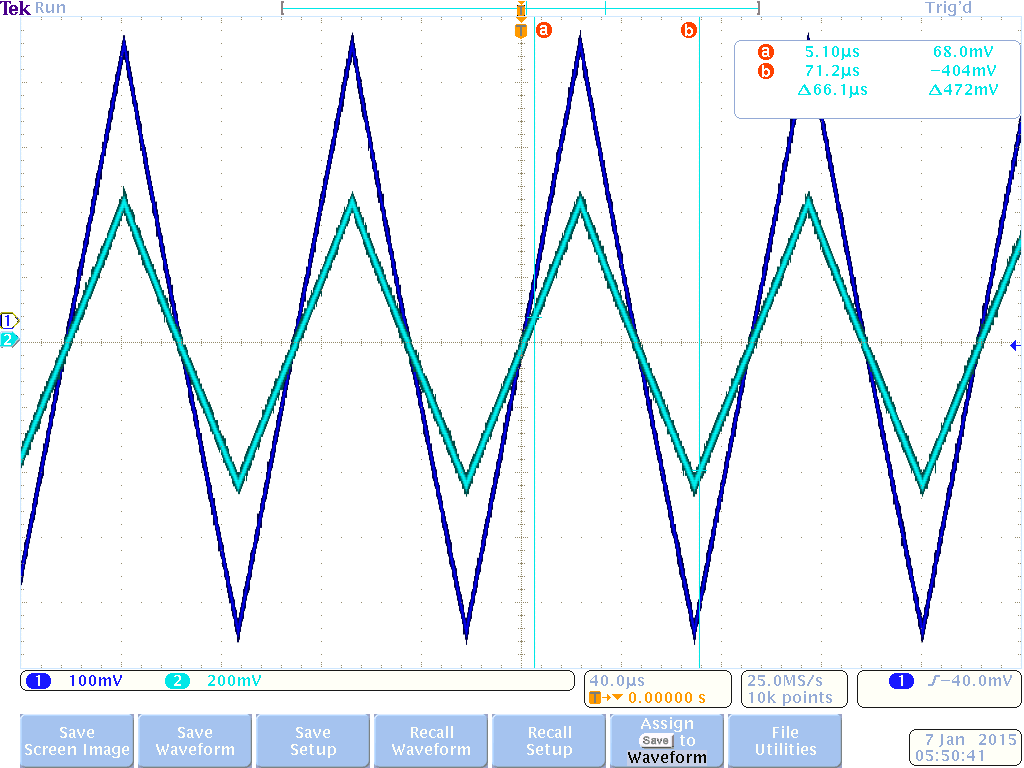 Tek Run Trig'd
T
T a b
a 5.10µs 68.0mV
b 71.2µs −404mV
Δ66.1µs Δ472mV
1
2
1 100mV 2 200mV
40.0µs
T→▼ 0.00000 s
25.0MS/s
10k points
1 −40.0mV
Save
Screen Image
Save
Waveform
Save
Setup
Recall
Waveform
Recall
Setup
Assign
Save to
Waveform
File
Utilities
7 Jan 2015
05:50:41